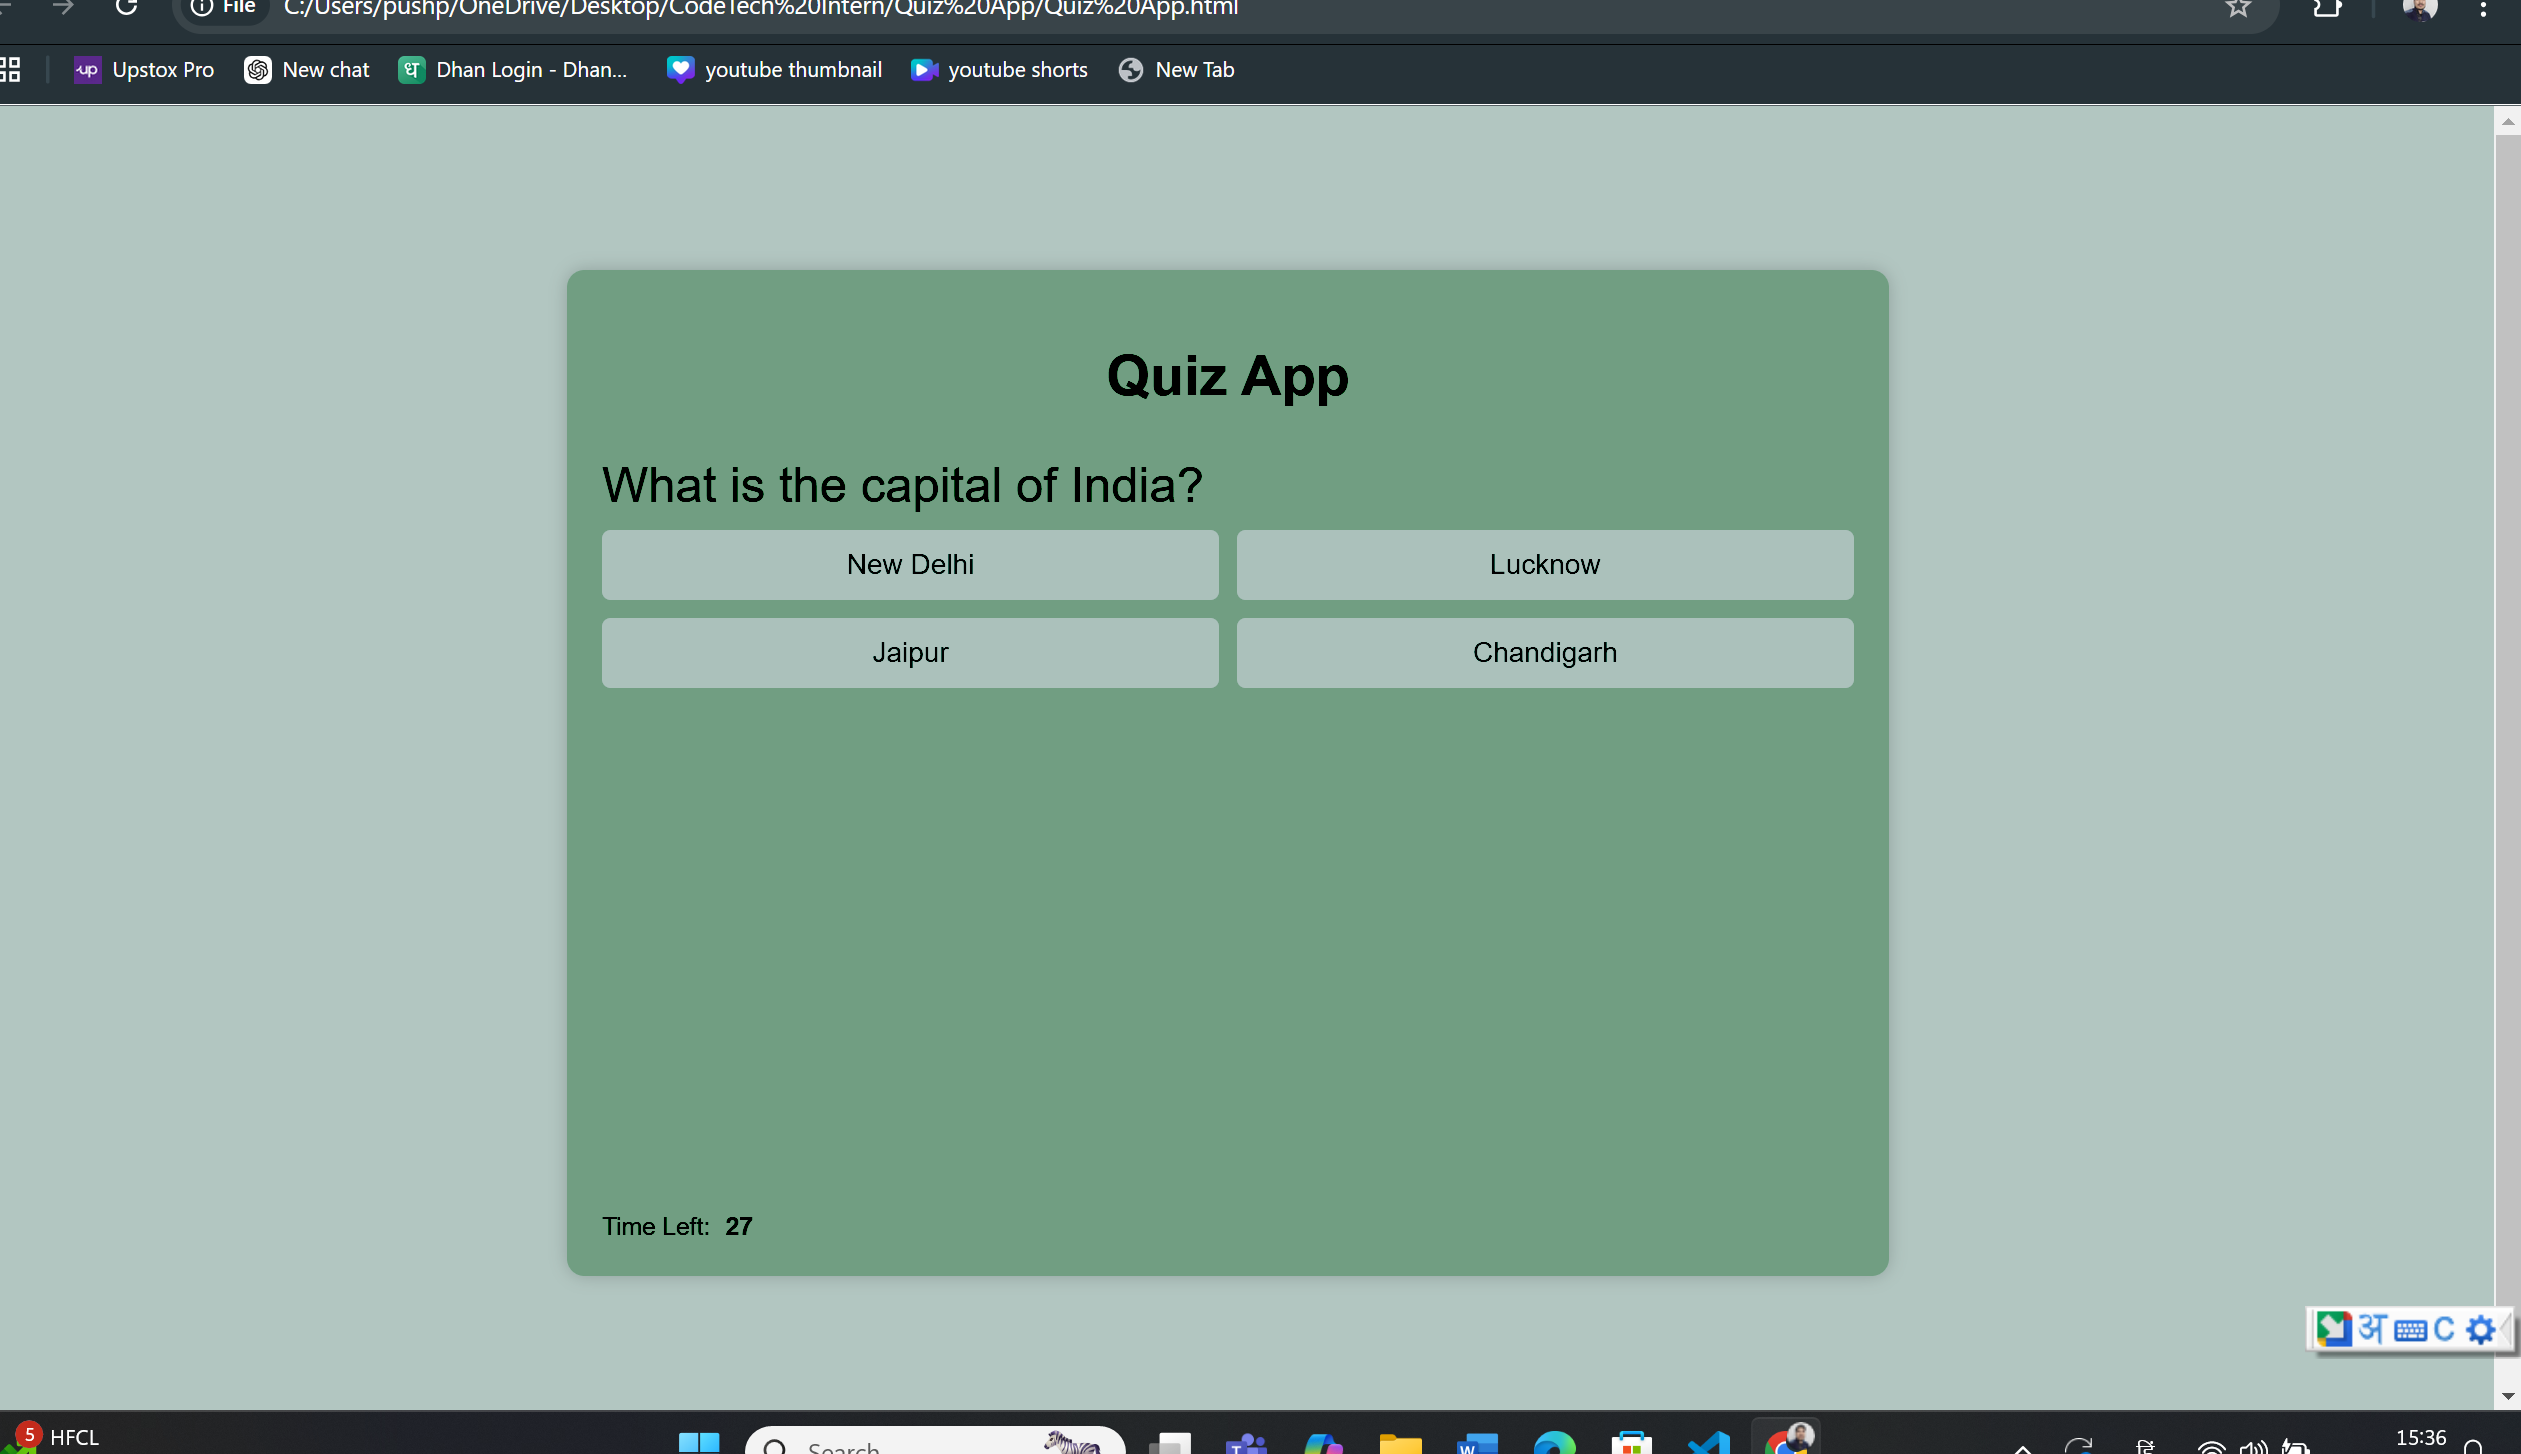 File C:/Users/pushp/OneDrive/Desktop/CodeTech%20Intern/Quiz%20App/Quiz%20App.html
up Upstox Pro New chat ध Dhan Login - Dhan... youtube thumbnail youtube shorts New Tab
Quiz App
What is the capital of India?
New Delhi Lucknow
Jaipur Chandigarh
Time Left: 27
अ C
5 HFCL Search T W हिं 15:36